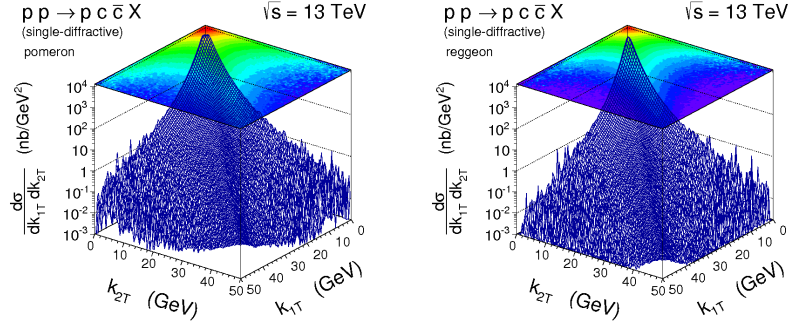 p p → p c c̅ X
√s = 13 TeV
(single-diffractive)
pomeron
dσ/dk₁T dk₂T (nb/GeV²)
10⁴
10³
10²
10
1
10⁻¹
10⁻²
10⁻³
0 10 20 30 40 50
k₂T (GeV)
50 40 30 20 10 0
k₁T (GeV)
p p → p c c̅ X
√s = 13 TeV
(single-diffractive)
reggeon
dσ/dk₁T dk₂T (nb/GeV²)
10⁴
10³
10²
10
1
10⁻¹
10⁻²
10⁻³
0 10 20 30 40 50
k₂T (GeV)
50 40 30 20 10 0
k₁T (GeV)